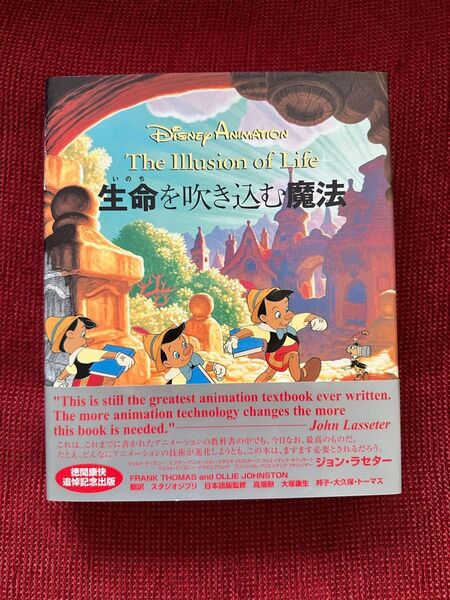 DISNEY ANIMATION
The Illusion of Life
いのち
生命を吹き込む魔法
"This is still the greatest animation textbook ever written.
The more animation technology changes the more
this book is needed."
John Lasseter
これは、これまでに書かれたアニメーションの教科書の中でも、今日なお、最高のものだ。
たとえ、どんなにアニメーションの技術が進化しようとも、この本は、ますます必要とされるだろう。
ジョン・ラセター
徳間康快
追悼記念出版
FRANK THOMAS and OLLIE JOHNSTON
翻訳 スタジオジブリ 日本語版監修 高畑勲 大塚康生 邦子・大久保・トーマス